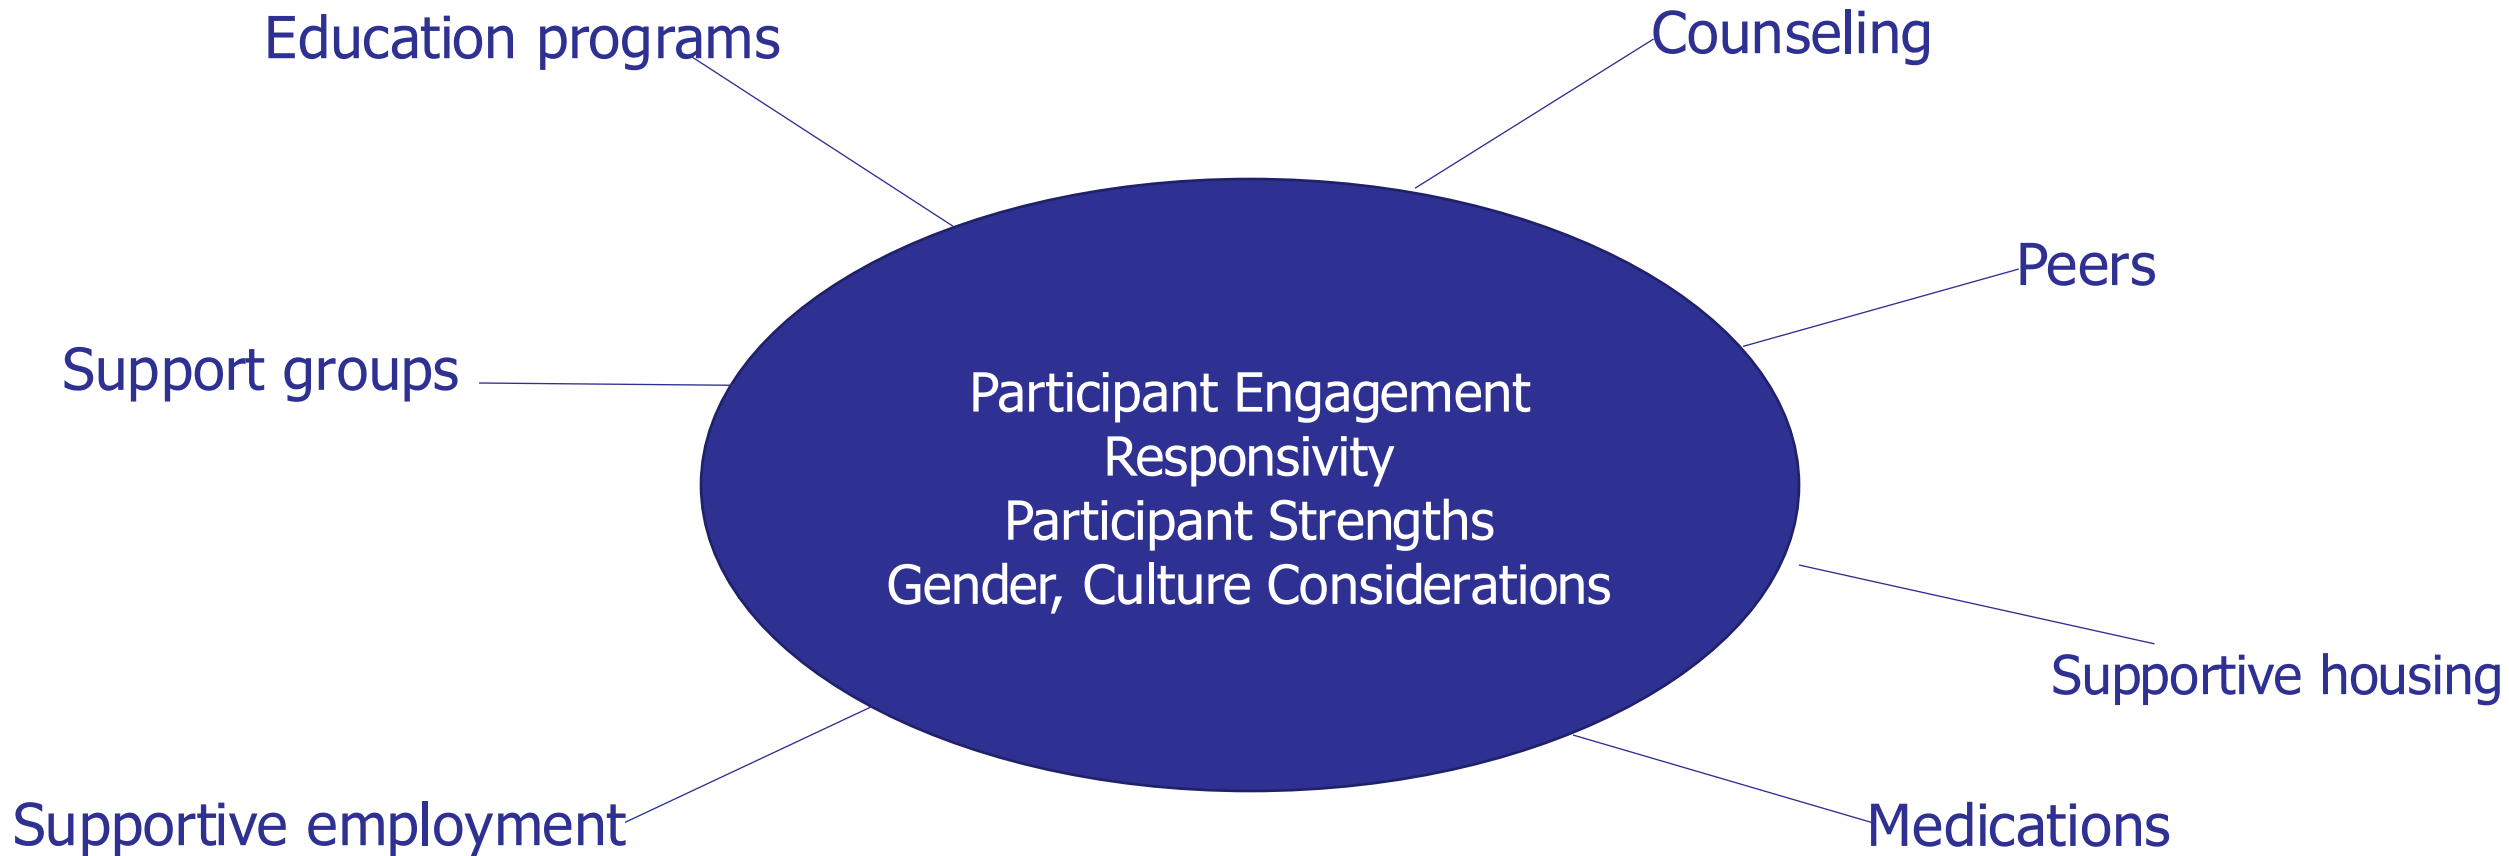 Education programs
Counseling
Peers
Support groups
Participant Engagement
Responsivity
Participant Strengths
Gender, Culture Considerations
Supportive housing
Supportive employment
Medications